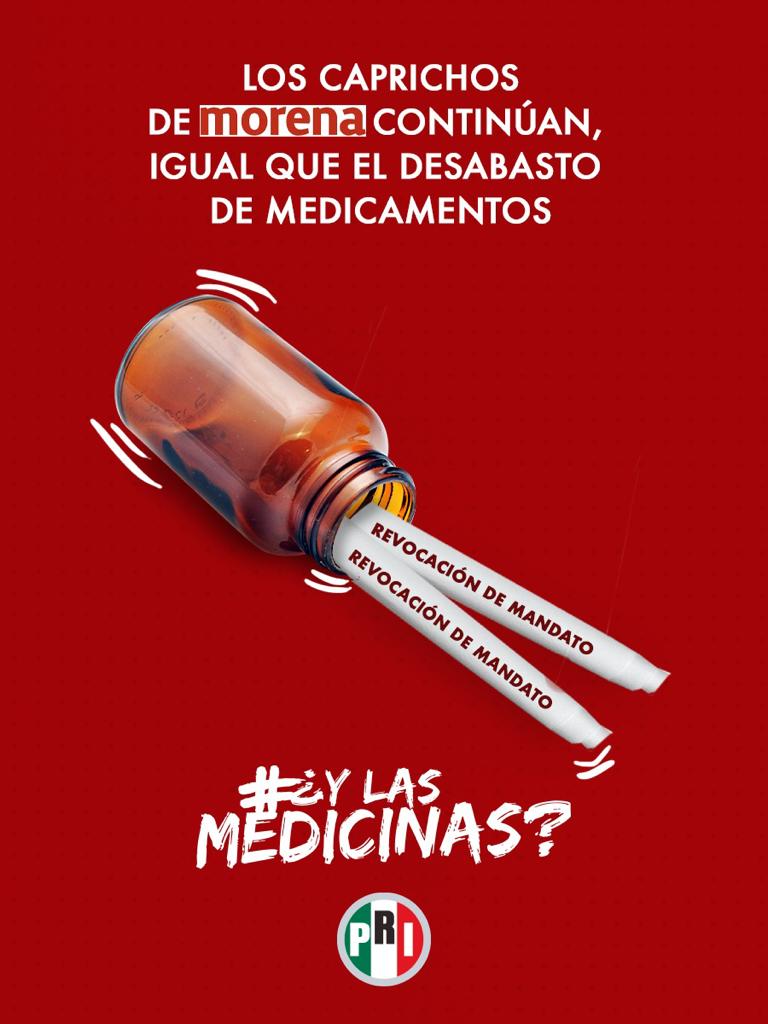 LOS CAPRICHOS
DE morena CONTINÚAN,
IGUAL QUE EL DESABASTO
DE MEDICAMENTOS
REVOCACIÓN DE MANDATO
REVOCACIÓN DE MANDATO
#¿Y LAS
MEDICINAS?
PRI